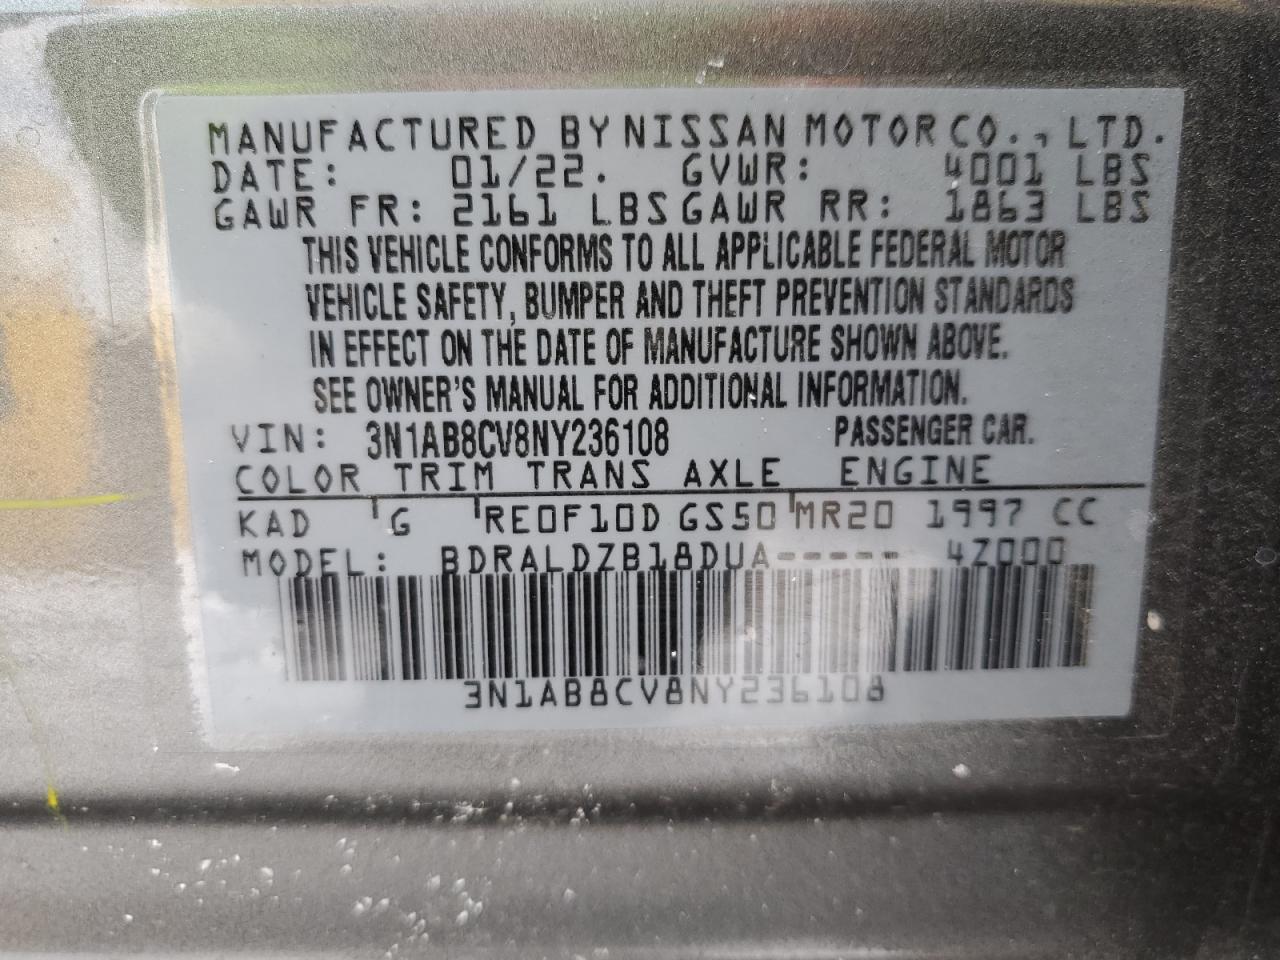 MANUFACTURED BY NISSAN MOTOR CO., LTD.
DATE: 01/22. GVWR: 4001 LBS
GAWR FR: 2161 LBS GAWR RR: 1863 LBS
THIS VEHICLE CONFORMS TO ALL APPLICABLE FEDERAL MOTOR
VEHICLE SAFETY, BUMPER AND THEFT PREVENTION STANDARDS
IN EFFECT ON THE DATE OF MANUFACTURE SHOWN ABOVE.
SEE OWNER'S MANUAL FOR ADDITIONAL INFORMATION.
VIN: 3N1AB8CV8NY236108 PASSENGER CAR.
COLOR TRIM TRANS AXLE ENGINE
KAD G RE0F10D GS50 MR20 1997 CC
MODEL: BDRALDZB18DUA----- 4Z000
3N1AB8CV8NY236108